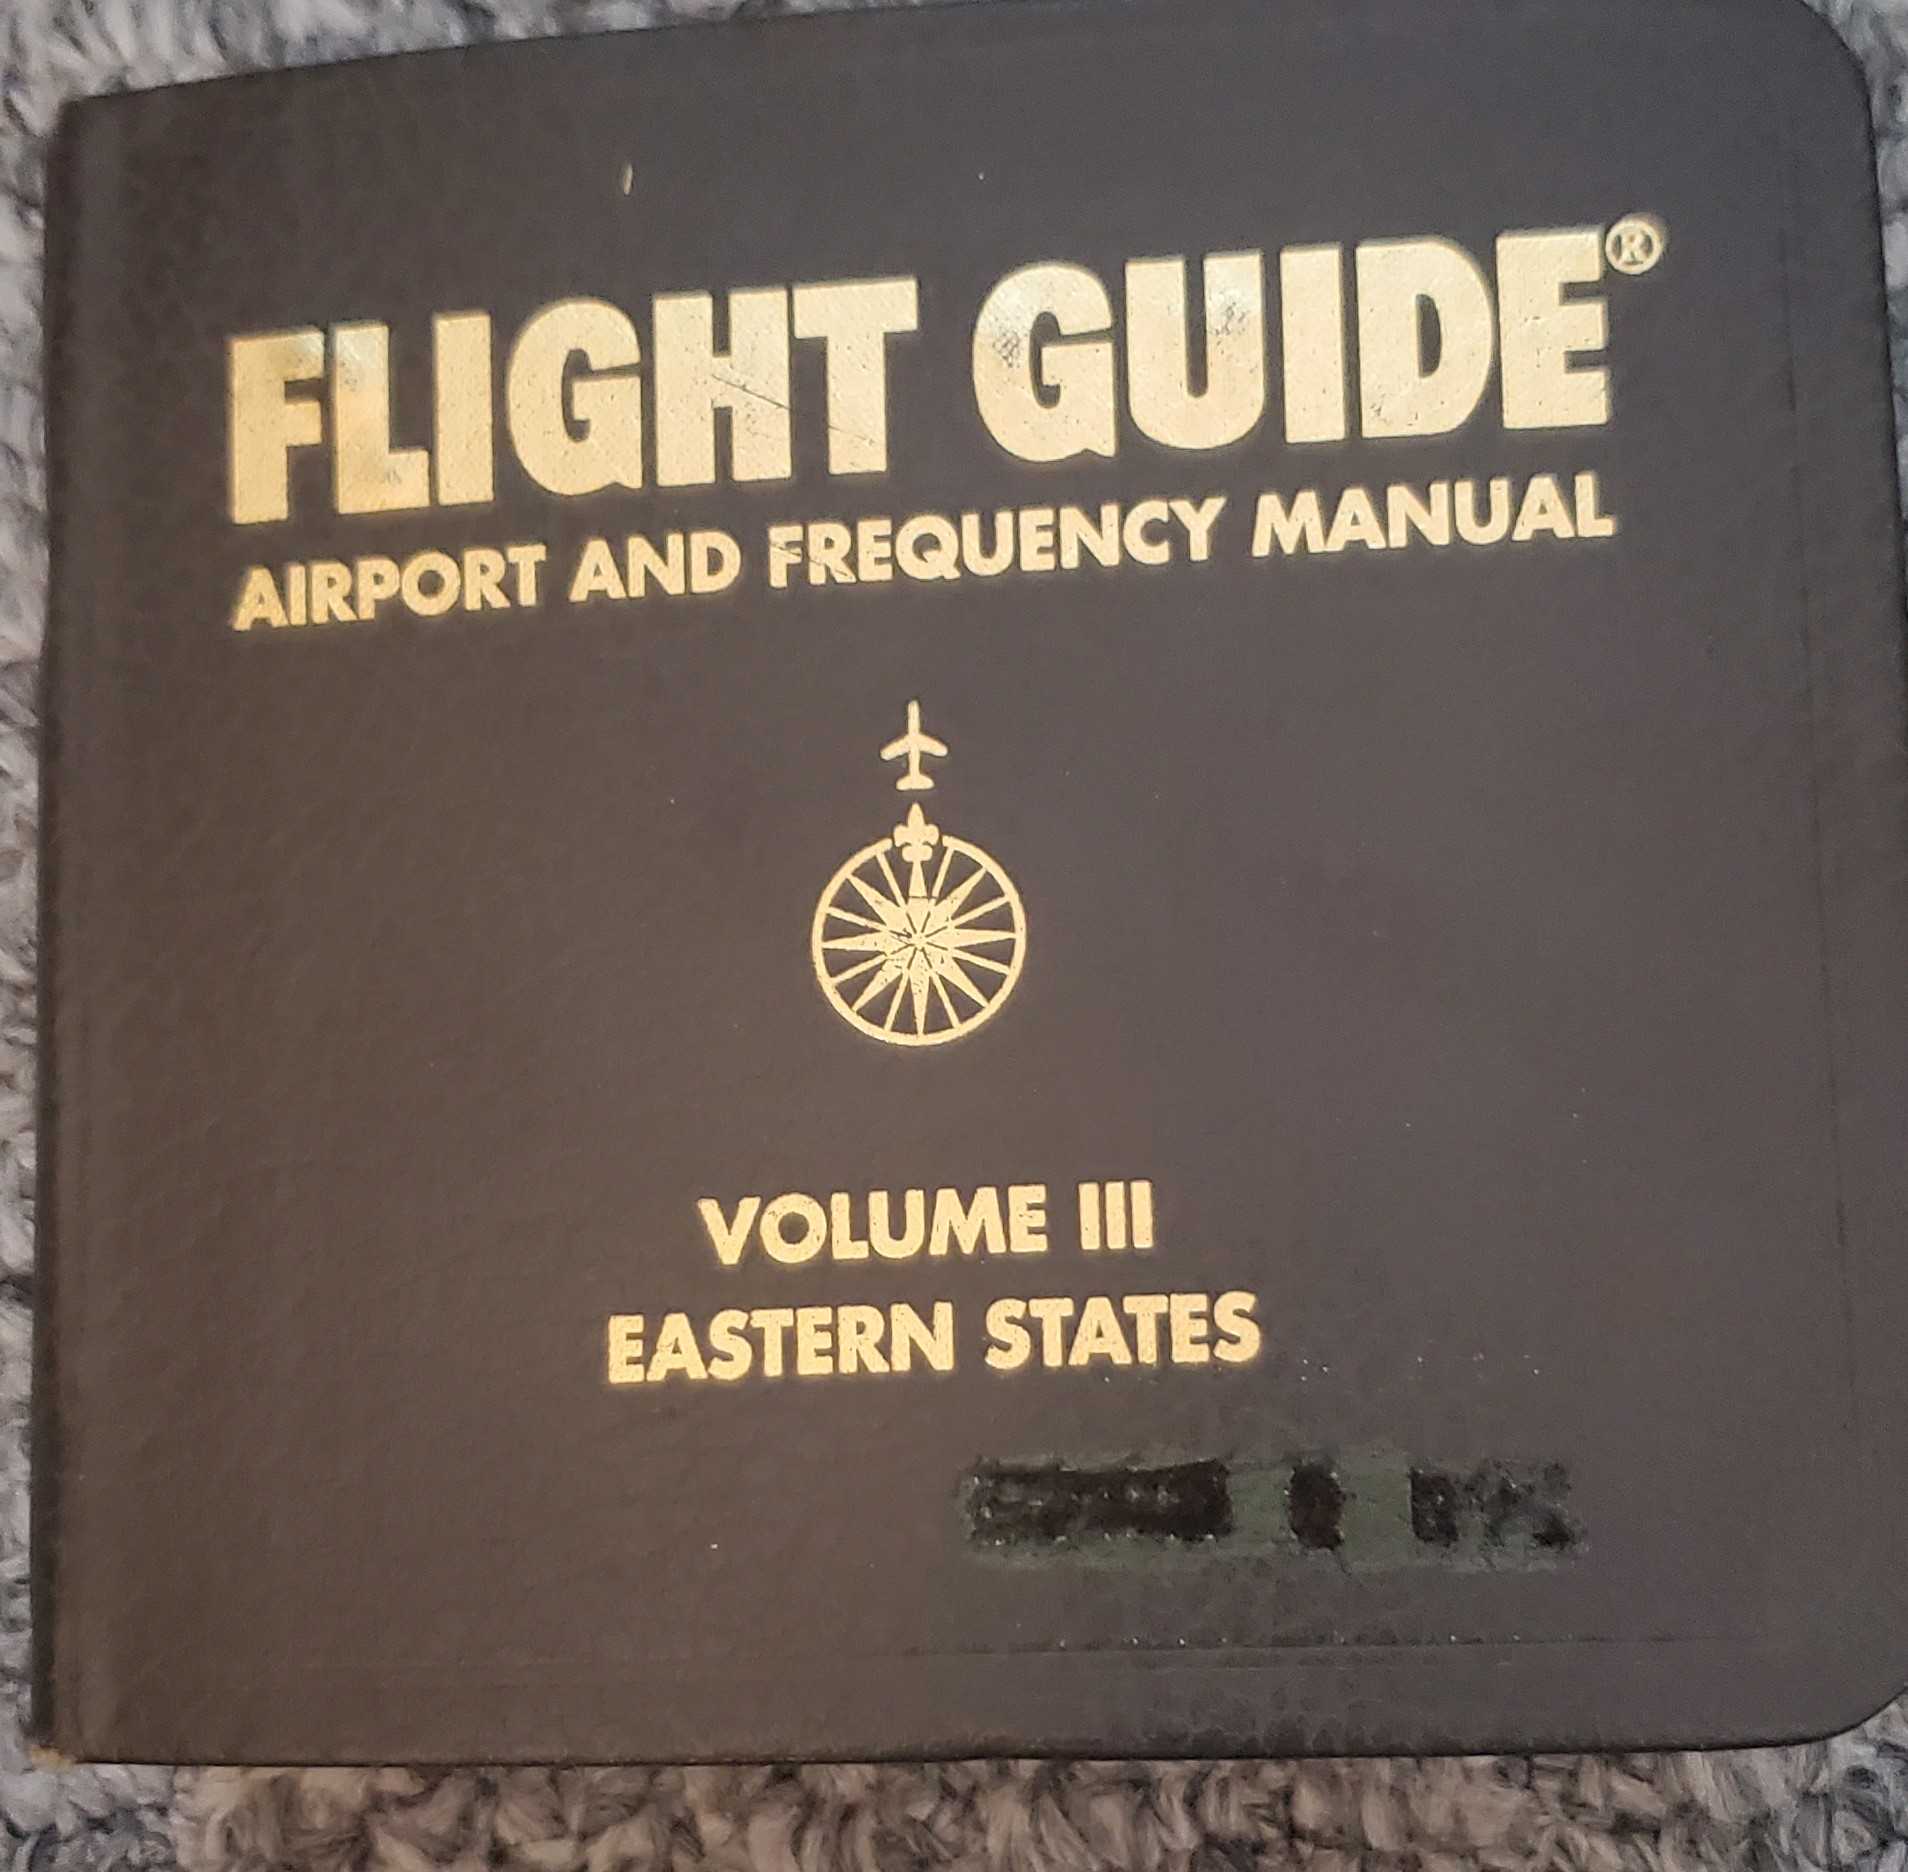 FLIGHT GUIDE®
AIRPORT AND FREQUENCY MANUAL
VOLUME III
EASTERN STATES